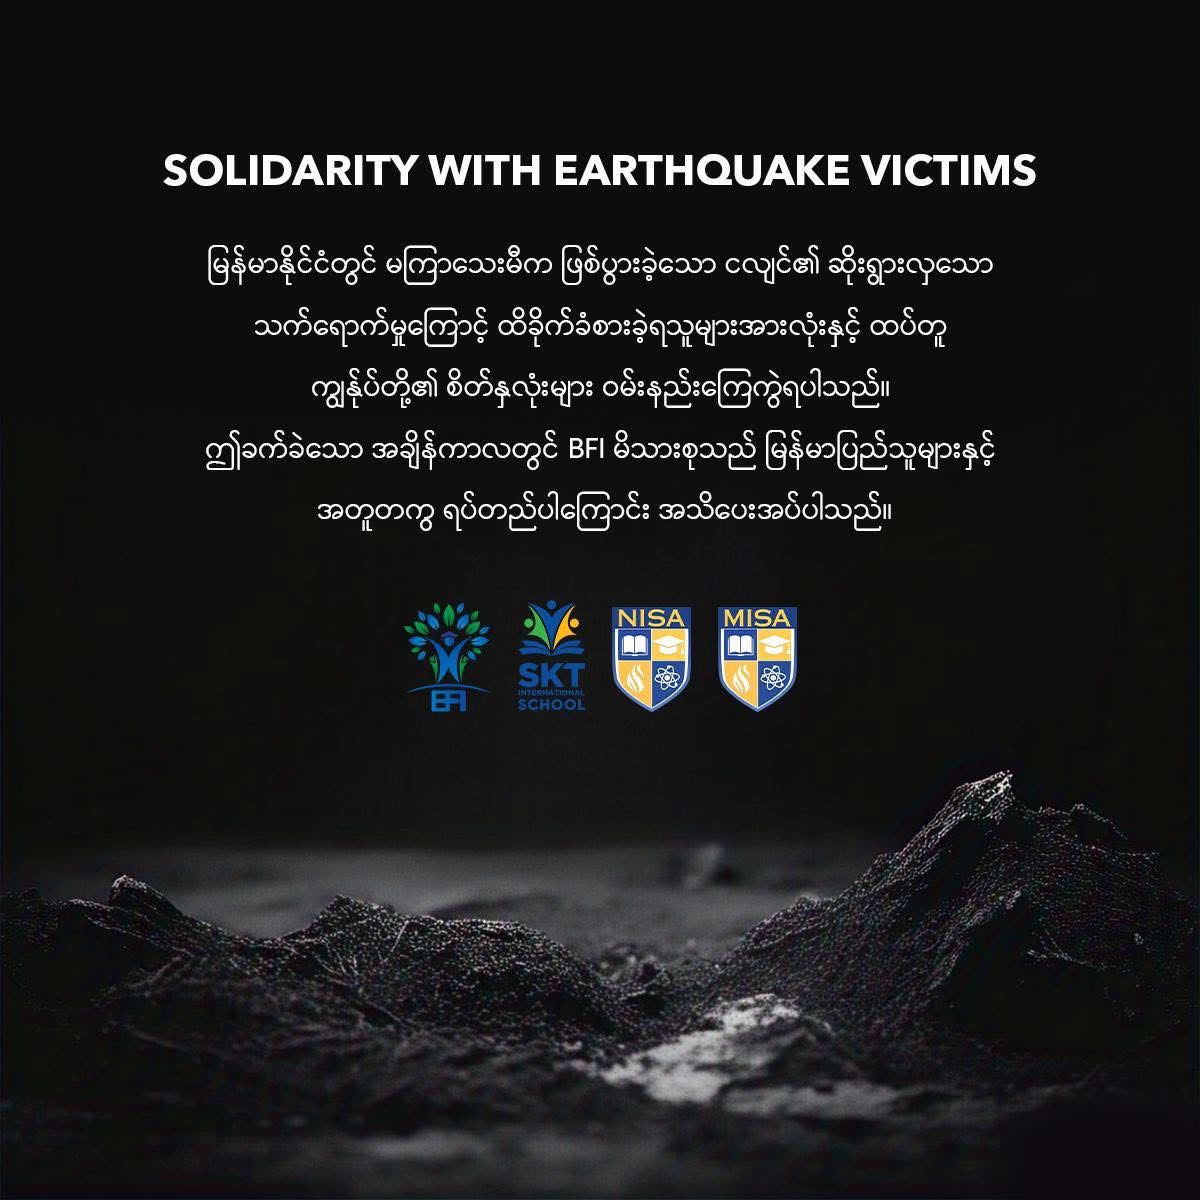 SOLIDARITY WITH EARTHQUAKE VICTIMS
မြန်မာနိုင်ငံတွင် မကြာသေးမီက ဖြစ်ပွားခဲ့သော ငလျင်၏ ဆိုးရွားလှသော
သက်ရောက်မှုကြောင့် ထိခိုက်ခံစားခဲ့ရသူများအားလုံးနှင့် ထပ်တူ
ကျွန်ုပ်တို့၏ စိတ်နှလုံးများ ဝမ်းနည်းကြေကွဲရပါသည်။
ဤခက်ခဲသော အချိန်ကာလတွင် BFI မိသားစုသည် မြန်မာပြည်သူများနှင့်
အတူတကွ ရပ်တည်ပါကြောင်း အသိပေးအပ်ပါသည်။
BFI
SKT
INTERNATIONAL
SCHOOL
NISA
MISA